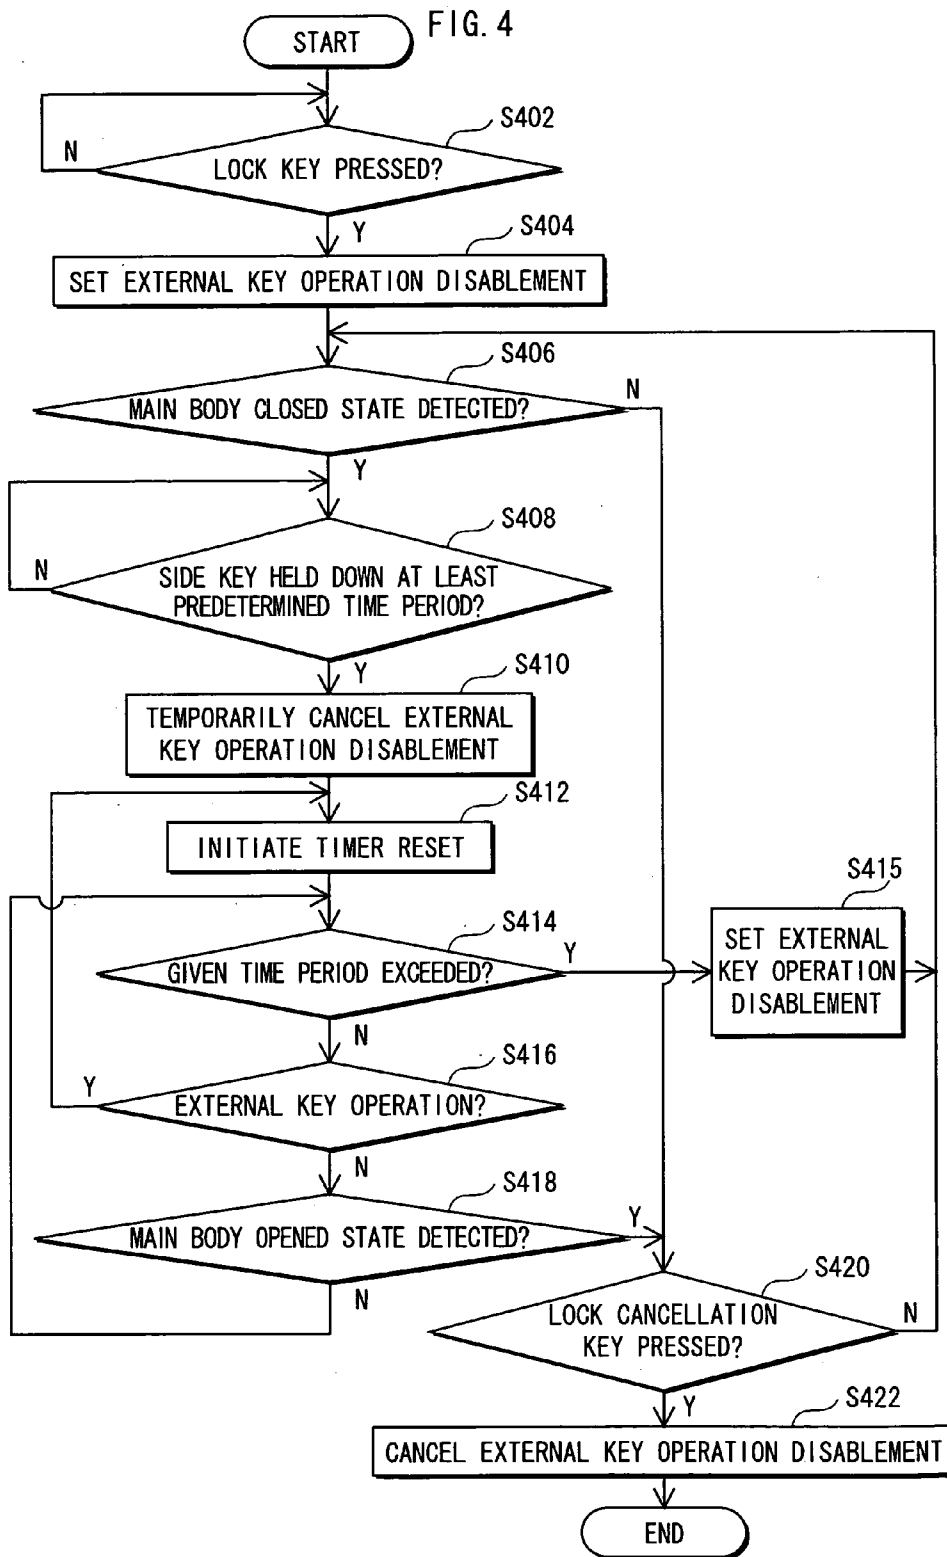 FIG. 4
START
S402
LOCK KEY PRESSED?
N
Y
S404
SET EXTERNAL KEY OPERATION DISABLEMENT
S406
MAIN BODY CLOSED STATE DETECTED?
N
Y
S408
SIDE KEY HELD DOWN AT LEAST
PREDETERMINED TIME PERIOD?
N
Y
S410
TEMPORARILY CANCEL EXTERNAL
KEY OPERATION DISABLEMENT
S412
INITIATE TIMER RESET
S414
GIVEN TIME PERIOD EXCEEDED?
Y
N
S415
SET EXTERNAL
KEY OPERATION
DISABLEMENT
S416
EXTERNAL KEY OPERATION?
Y
N
S418
MAIN BODY OPENED STATE DETECTED?
Y
N
S420
LOCK CANCELLATION
KEY PRESSED?
N
Y
S422
CANCEL EXTERNAL KEY OPERATION DISABLEMENT
END